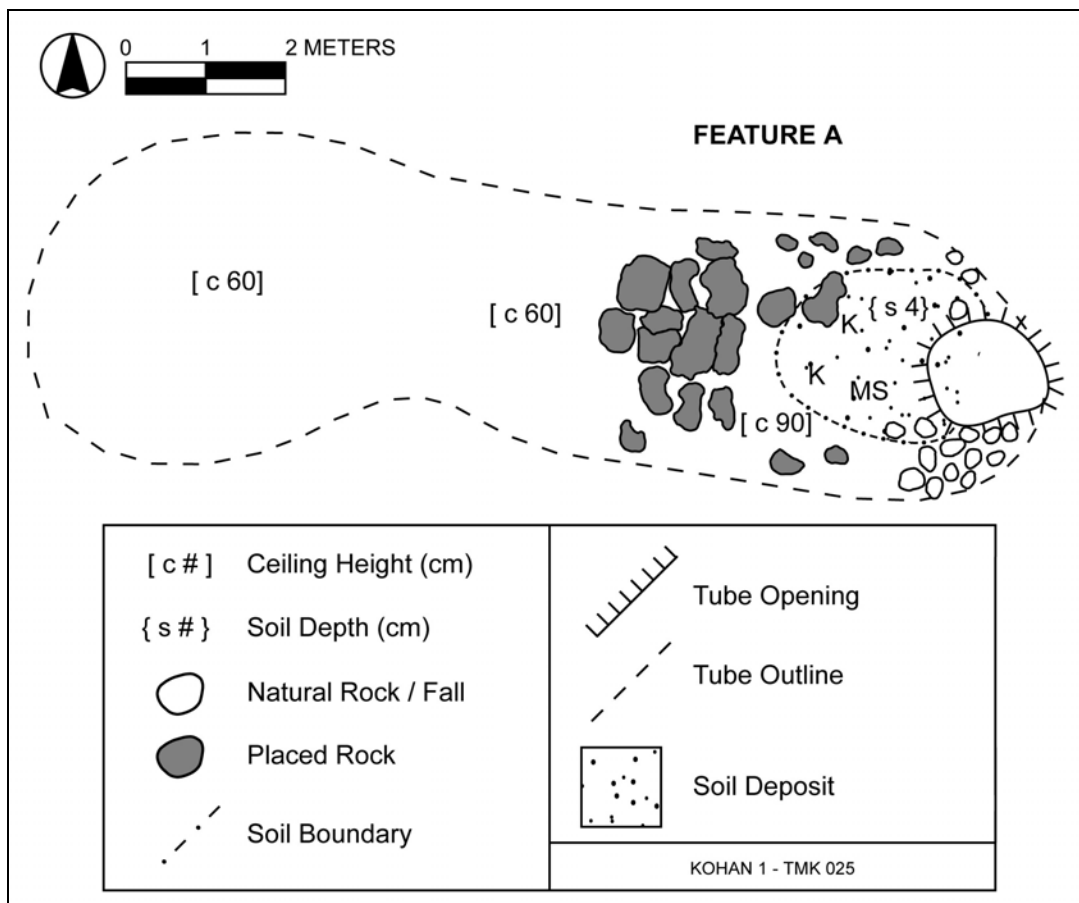 0 1 2 METERS
FEATURE A
[ c 60]
[ c 60]
{ s 4}
K
K
MS
[ c 90]
[ c # ] Ceiling Height (cm)
{ s # } Soil Depth (cm)
Natural Rock / Fall
Placed Rock
Soil Boundary
Tube Opening
Tube Outline
Soil Deposit
KOHAN 1 - TMK 025